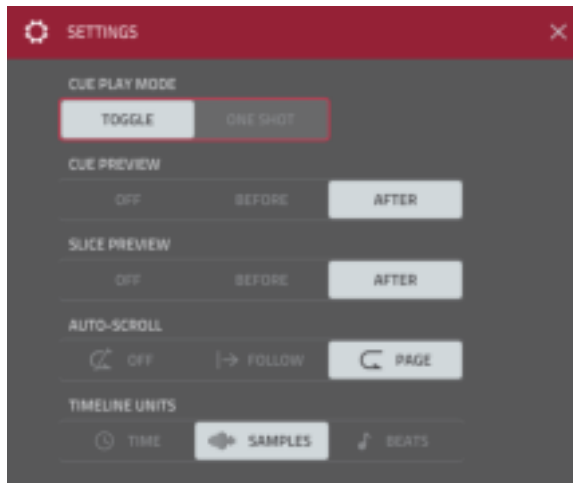 SETTINGS
CUE PLAY MODE
TOGGLE ONE SHOT
CUE PREVIEW
OFF BEFORE AFTER
SLICE PREVIEW
OFF BEFORE AFTER
AUTO-SCROLL
OFF FOLLOW PAGE
TIMELINE UNITS
TIME SAMPLES BEATS